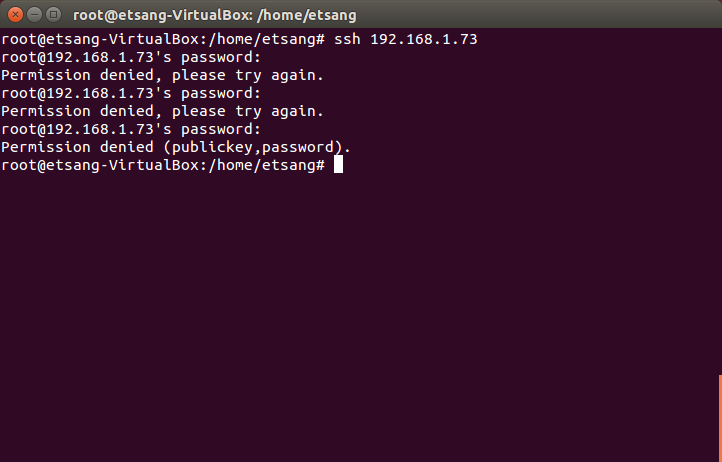 root@etsang-VirtualBox: /home/etsang
root@etsang-VirtualBox:/home/etsang# ssh 192.168.1.73
root@192.168.1.73's password:
Permission denied, please try again.
root@192.168.1.73's password:
Permission denied, please try again.
root@192.168.1.73's password:
Permission denied (publickey,password).
root@etsang-VirtualBox:/home/etsang#